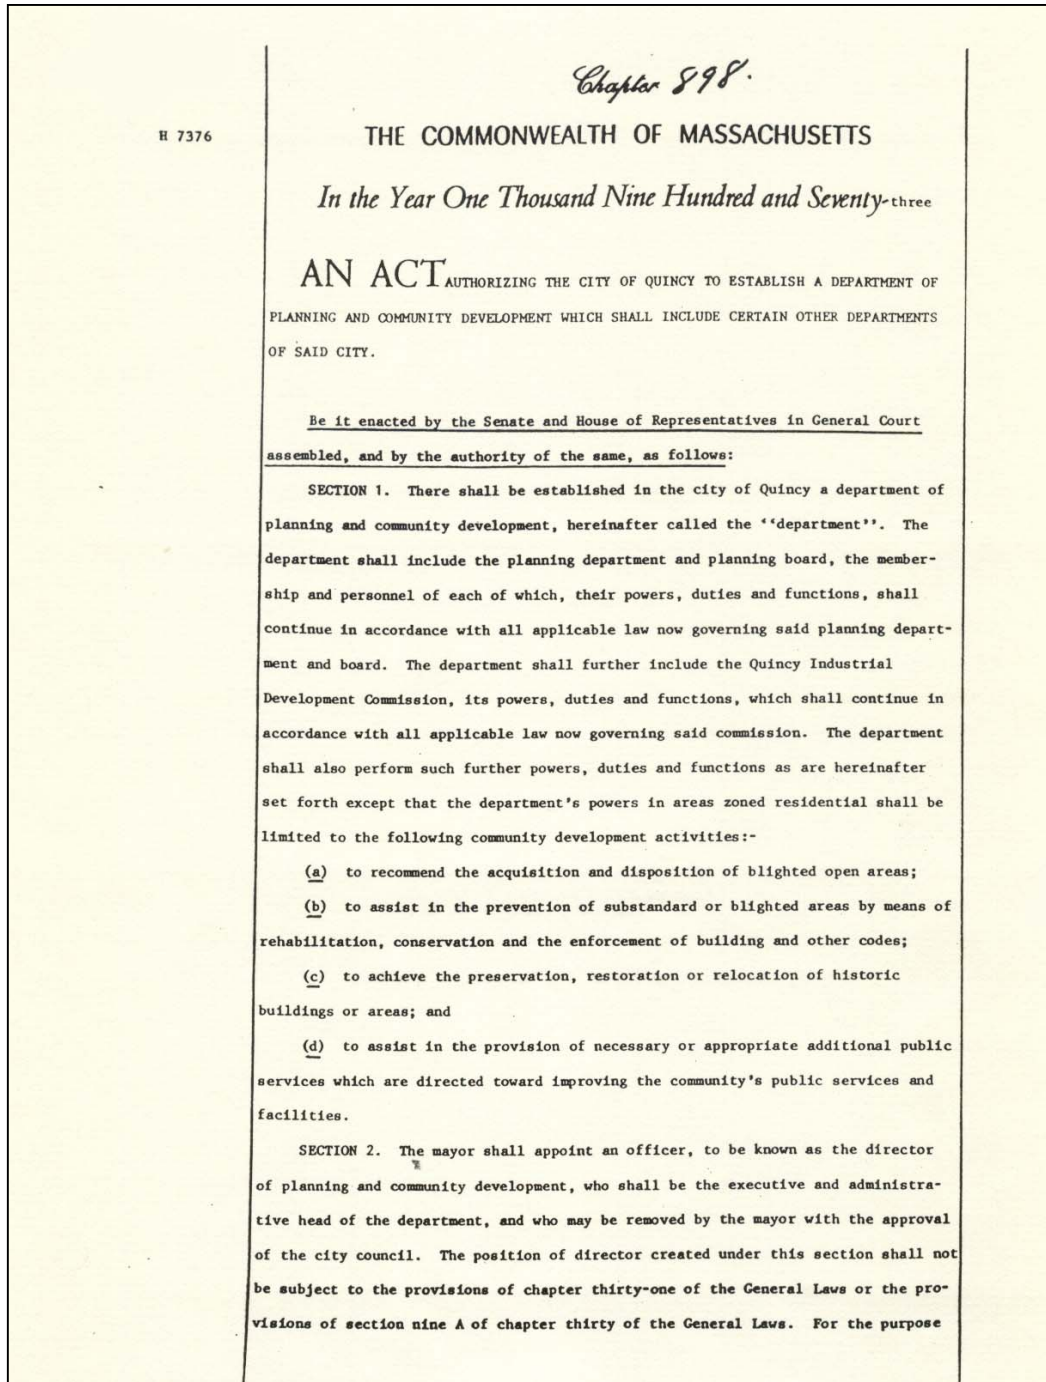 Chapter 898.
H 7376
THE COMMONWEALTH OF MASSACHUSETTS
In the Year One Thousand Nine Hundred and Seventy-three
AN ACT AUTHORIZING THE CITY OF QUINCY TO ESTABLISH A DEPARTMENT OF
PLANNING AND COMMUNITY DEVELOPMENT WHICH SHALL INCLUDE CERTAIN OTHER DEPARTMENTS
OF SAID CITY.
Be it enacted by the Senate and House of Representatives in General Court
assembled, and by the authority of the same, as follows:
SECTION 1. There shall be established in the city of Quincy a department of
planning and community development, hereinafter called the ‘‘department’’. The
department shall include the planning department and planning board, the member-
ship and personnel of each of which, their powers, duties and functions, shall
continue in accordance with all applicable law now governing said planning depart-
ment and board. The department shall further include the Quincy Industrial
Development Commission, its powers, duties and functions, which shall continue in
accordance with all applicable law now governing said commission. The department
shall also perform such further powers, duties and functions as are hereinafter
set forth except that the department's powers in areas zoned residential shall be
limited to the following community development activities:-
(a) to recommend the acquisition and disposition of blighted open areas;
(b) to assist in the prevention of substandard or blighted areas by means of
rehabilitation, conservation and the enforcement of building and other codes;
(c) to achieve the preservation, restoration or relocation of historic
buildings or areas; and
(d) to assist in the provision of necessary or appropriate additional public
services which are directed toward improving the community's public services and
facilities.
SECTION 2. The mayor shall appoint an officer, to be known as the director
of planning and community development, who shall be the executive and administra-
tive head of the department, and who may be removed by the mayor with the approval
of the city council. The position of director created under this section shall not
be subject to the provisions of chapter thirty-one of the General Laws or the pro-
visions of section nine A of chapter thirty of the General Laws. For the purpose